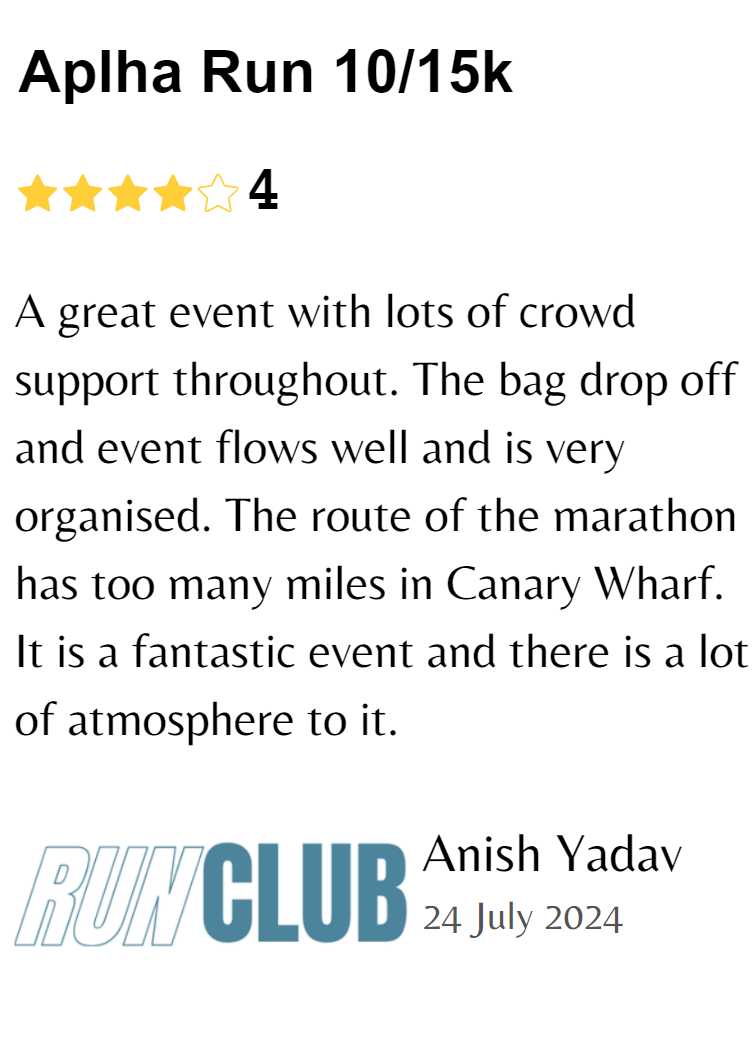 Aplha Run 10/15k
4
A great event with lots of crowd
support throughout. The bag drop off
and event flows well and is very
organised. The route of the marathon
has too many miles in Canary Wharf.
It is a fantastic event and there is a lot
of atmosphere to it.
RUNCLUB
Anish Yadav
24 July 2024